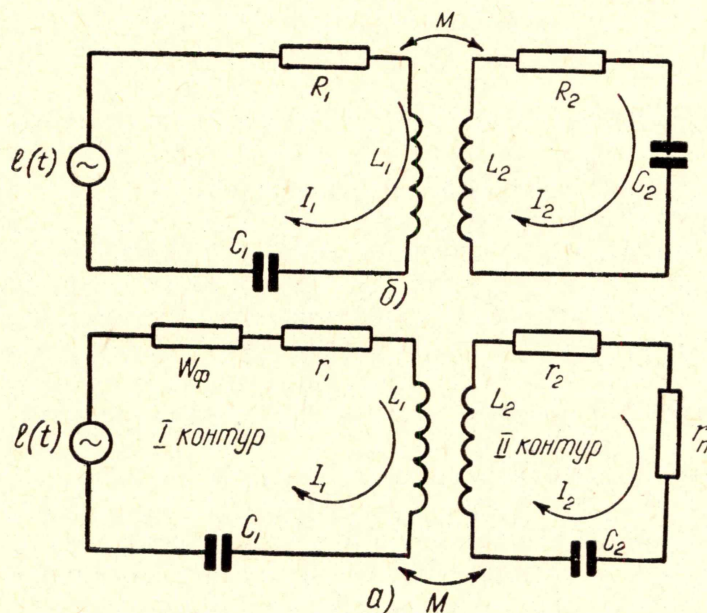 M
R₁
R₂
ℓ(t)
L₁
L₂
C₂
I₁
I₂
C₁
б)
Wф
r₁
r₂
L₁
L₂
ℓ(t)
I контур
II контур
rп
I₁
I₂
C₁
C₂
а)
M